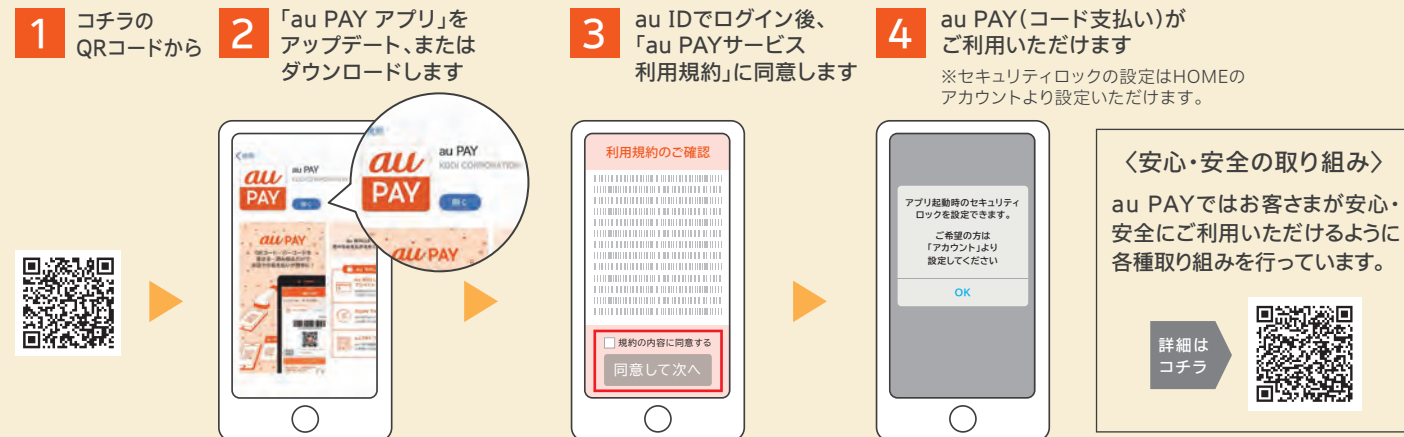 1
コチラの
QRコードから
2
「au PAY アプリ」を
アップデート、または
ダウンロードします
3
au IDでログイン後、
「au PAYサービス
利用規約」に同意します
4
au PAY（コード支払い）が
ご利用いただけます
※セキュリティロックの設定はHOMEの
アカウントより設定いただけます。
au
PAY
au PAY
開く
au PAY
au
PAY
au PAY
KDDI CORPORATION
開く
au PAY
利用規約のご確認
規約の内容に同意する
同意して次へ
アプリ起動時のセキュリティ
ロックを設定できます。
ご希望の方は
「アカウント」より
設定してください
OK
〈安心・安全の取り組み〉
au PAYではお客さまが安心・
安全にご利用いただけるように
各種取り組みを行っています。
詳細は
コチラ